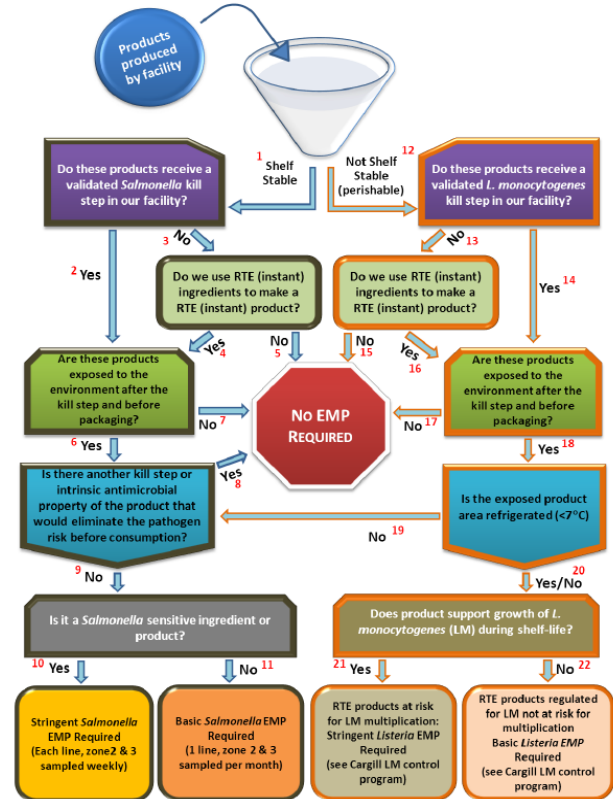 Products
produced
by facility
1
Shelf
Stable
12
Not Shelf
Stable
(perishable)
Do these products receive a
validated Salmonella kill
step in our facility?
Do these products receive a
validated L. monocytogenes
kill step in our facility?
2
Yes
3
No
No
13
14
Yes
Do we use RTE (instant)
ingredients to make a
RTE (instant) product?
Do we use RTE (instant)
ingredients to make a
RTE (instant) product?
Yes
4
No
5
No
15
Yes
16
Are these products
exposed to the
environment after the
kill step and before
packaging?
No EMP
Required
Are these products
exposed to the
environment after the
kill step and before
packaging?
No
7
No
17
6
Yes
Yes
8
Yes
18
Is there another kill step or
intrinsic antimicrobial
property of the product that
would eliminate the pathogen
risk before consumption?
Is the exposed product
area refrigerated (<7°C)
No
19
9
No
20
Yes/No
Is it a Salmonella sensitive ingredient or
product?
Does product support growth of L.
monocytogenes (LM) during shelf-life?
10
Yes
No
11
21
Yes
No
22
Stringent Salmonella
EMP Required
(Each line, zone2 & 3
sampled weekly)
Basic Salmonella EMP
Required
(1 line, zone 2 & 3
sampled per month)
RTE products at risk
for LM multiplication:
Stringent Listeria EMP
Required
(see Cargill LM control
program)
RTE products regulated
for LM not at risk for
multiplication
Basic Listeria EMP
Required
(see Cargill LM control
program)